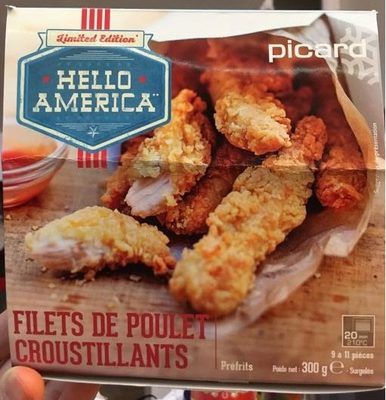 Limited Edition*
picard
HELLO
AMERICA**
FILETS DE POULET
CROUSTILLANTS
Préfrits
20 min
210°C
9 à 11 pièces
Poids net : 300 g e - Surgelés